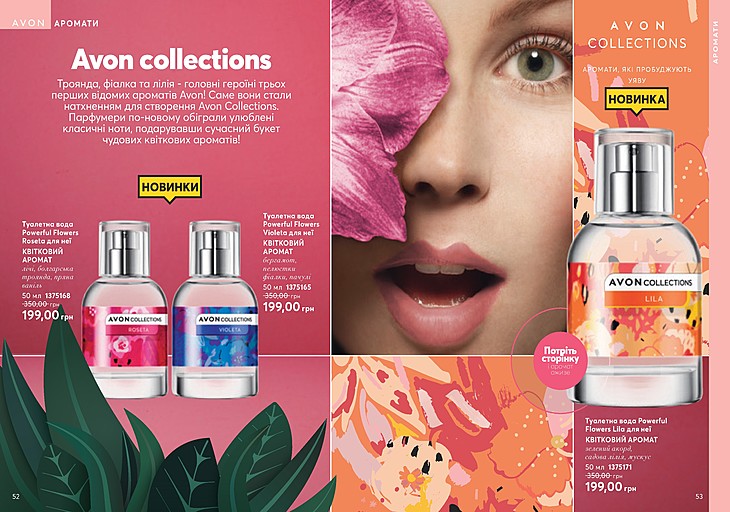 AVON АРОМАТИ
Avon collections
Троянда, фіалка та лілія - головні героїні трьох
перших відомих ароматів Avon! Саме вони стали
натхненням для створення Avon Collections.
Парфумери по-новому обіграли улюблені
класичні ноти, подарувавши сучасний букет
чудових квіткових ароматів!
НОВИНКИ
Туалетна вода
Powerful Flowers
Roseta для неї
КВІТКОВИЙ
АРОМАТ
лічі, болгарська
троянда, пряна
ваніль
50 мл 1375168
350,00 грн
199,00 грн
AVON COLLECTIONS
ROSETA
AVON COLLECTIONS
VIOLETA
Туалетна вода
Powerful Flowers
Violeta для неї
КВІТКОВИЙ
АРОМАТ
бергамот,
пелюстки
фіалки, пачулі
50 мл 1375165
350,00 грн
199,00 грн
52
AVON
COLLECTIONS
АРОМАТИ, ЯКІ ПРОБУДЖУЮТЬ
УЯВУ
НОВИНКА
AVON COLLECTIONS
LILA
Потріть
сторінку
і аромат
оживе
Туалетна вода Powerful
Flowers Lila для неї
КВІТКОВИЙ АРОМАТ
зелений акорд,
садова лілія, мускус
50 мл 1375171
350,00 грн
199,00 грн
53
АРОМАТИ